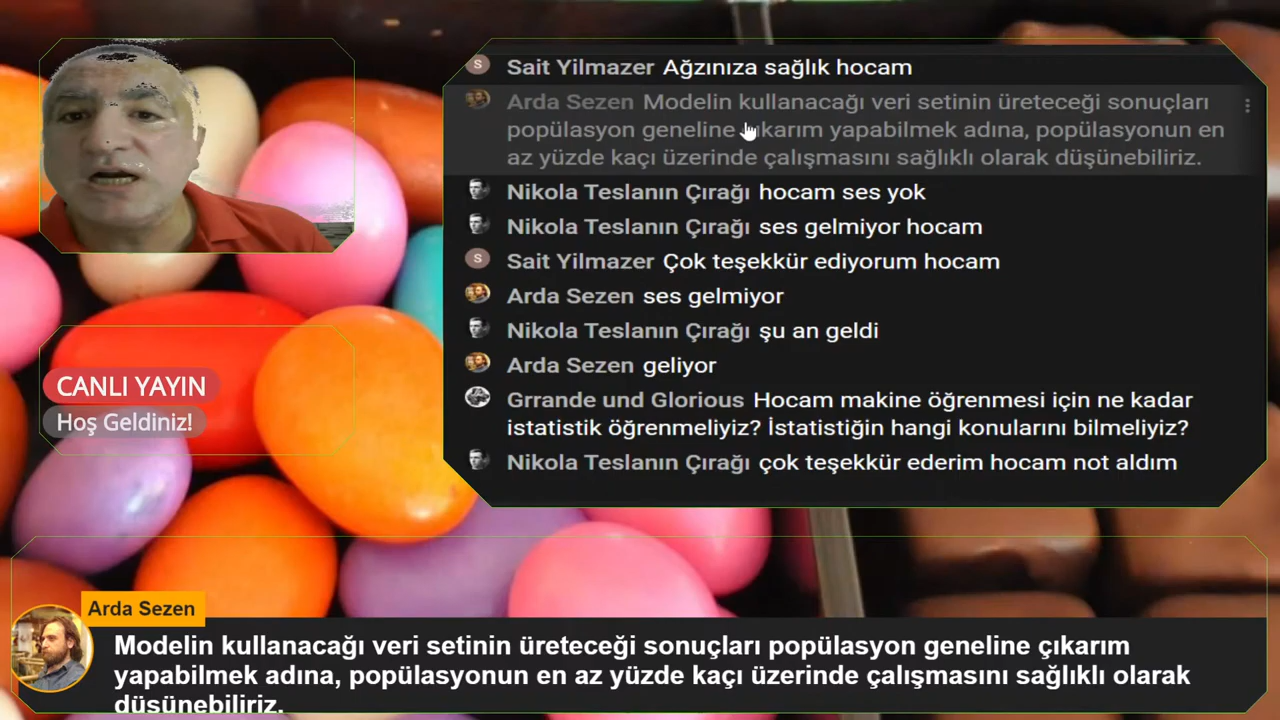 Sait Yilmazer Ağzınıza sağlık hocam
Arda Sezen Modelin kullanacağı veri setinin üreteceği sonuçları
popülasyon geneline çıkarım yapabilmek adına, popülasyonun en
az yüzde kaçı üzerinde çalışmasını sağlıklı olarak düşünebiliriz.
Nikola Teslanın Çırağı hocam ses yok
Nikola Teslanın Çırağı ses gelmiyor hocam
Sait Yilmazer Çok teşekkür ediyorum hocam
Arda Sezen ses gelmiyor
Nikola Teslanın Çırağı şu an geldi
Arda Sezen geliyor
Grrande und Glorious Hocam makine öğrenmesi için ne kadar
istatistik öğrenmeliyiz? İstatistiğin hangi konularını bilmeliyiz?
Nikola Teslanın Çırağı çok teşekkür ederim hocam not aldım
CANLI YAYIN
Hoş Geldiniz!
Arda Sezen
Modelin kullanacağı veri setinin üreteceği sonuçları popülasyon geneline çıkarım
yapabilmek adına, popülasyonun en az yüzde kaçı üzerinde çalışmasını sağlıklı olarak
düşünebiliriz.